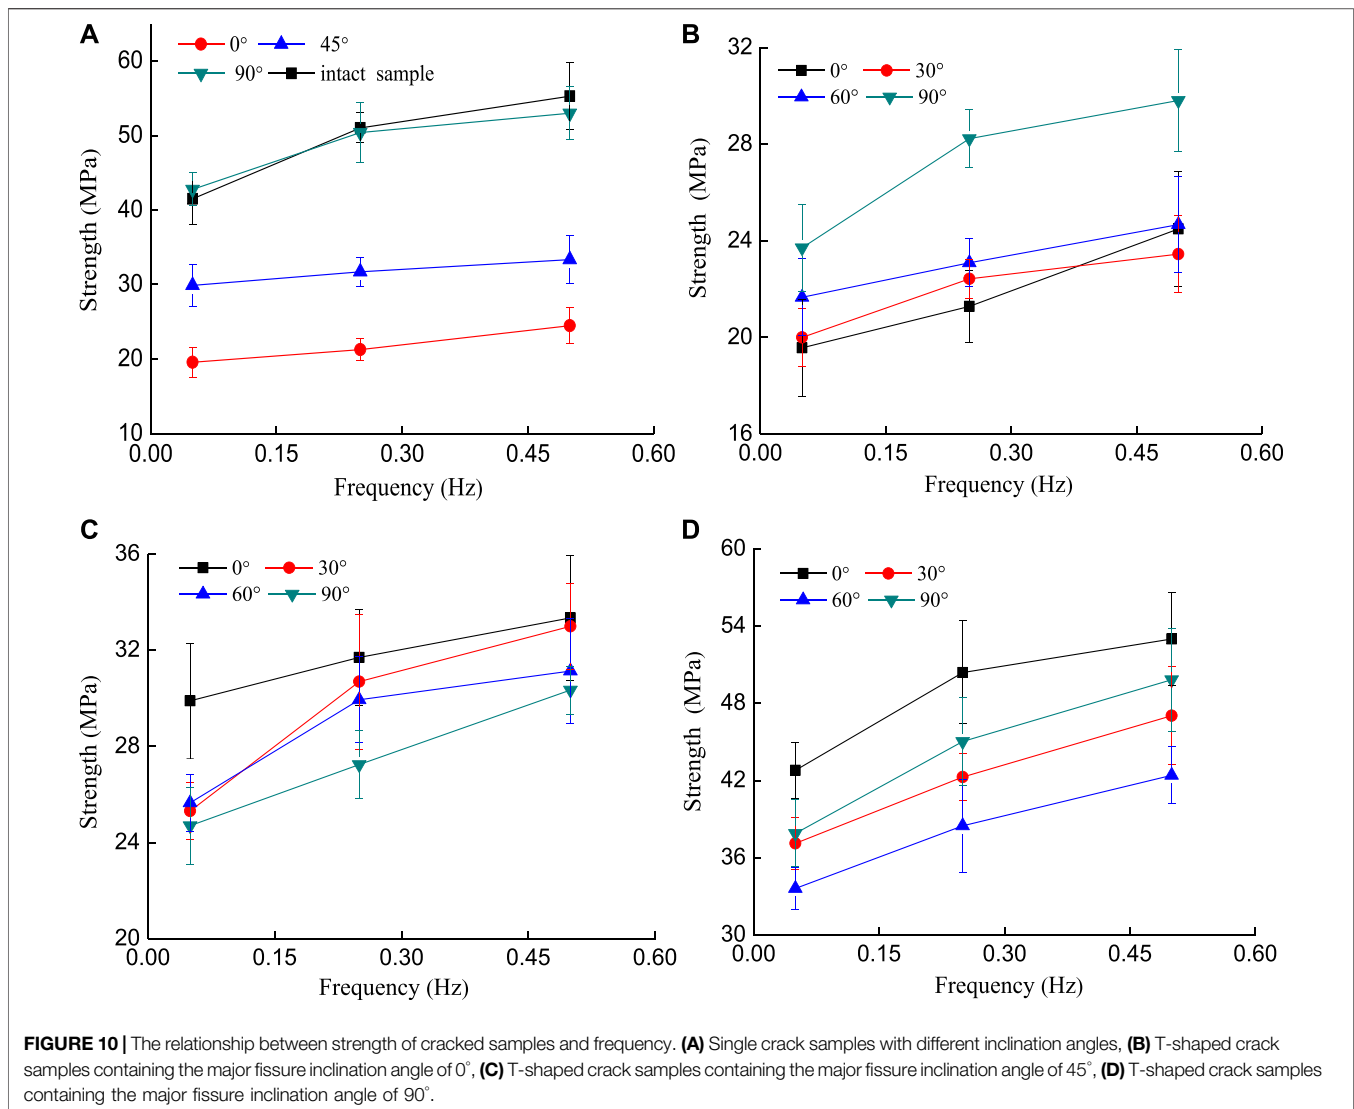 A
0° 45°
90° intact sample
60
50
40
30
20
10
Strength (MPa)
0.00 0.15 0.30 0.45 0.60
Frequency (Hz)
B
0° 30°
60° 90°
32
28
24
20
16
Strength (MPa)
0.00 0.15 0.30 0.45 0.60
Frequency (Hz)
C
0° 30°
60° 90°
36
32
28
24
20
Strength (MPa)
0.00 0.15 0.30 0.45 0.60
Frequency (Hz)
D
0° 30°
60° 90°
60
54
48
42
36
30
Strength (MPa)
0.00 0.15 0.30 0.45 0.60
Frequency (Hz)
FIGURE 10 | The relationship between strength of cracked samples and frequency. (A) Single crack samples with different inclination angles, (B) T-shaped crack
samples containing the major fissure inclination angle of 0°, (C) T-shaped crack samples containing the major fissure inclination angle of 45°, (D) T-shaped crack samples
containing the major fissure inclination angle of 90°.